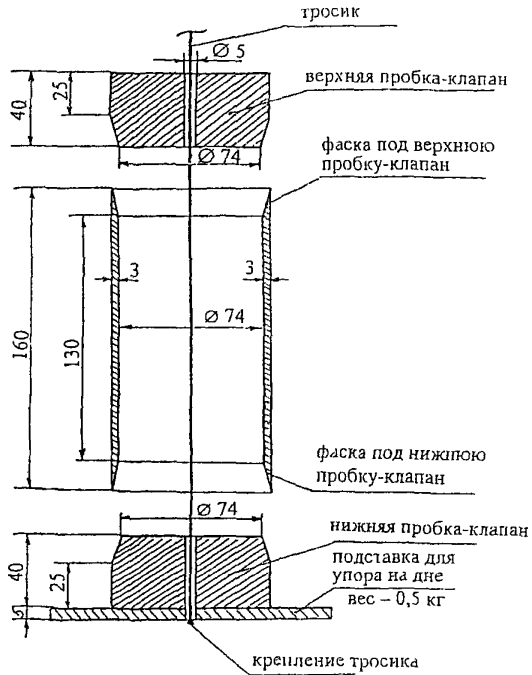 тросик
Ø 5
верхняя пробка-клапан
40
25
Ø 74
фаска под верхнюю
пробку-клапан
3
3
Ø 74
160
130
фаска под нижнюю
пробку-клапан
Ø 74
нижняя пробка-клапан
подставка для
упора на дне
вес – 0,5 кг
40
25
крепление тросика